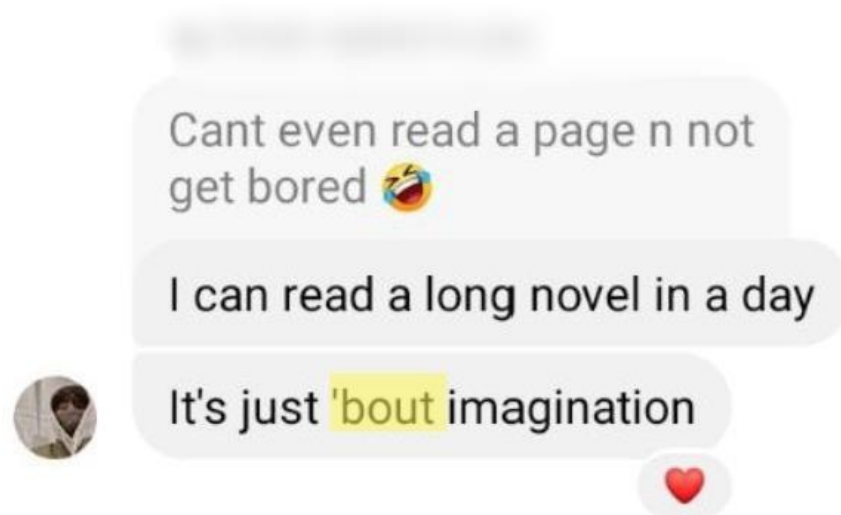 Cant even read a page n not
get bored 🤣
I can read a long novel in a day
It's just 'bout imagination